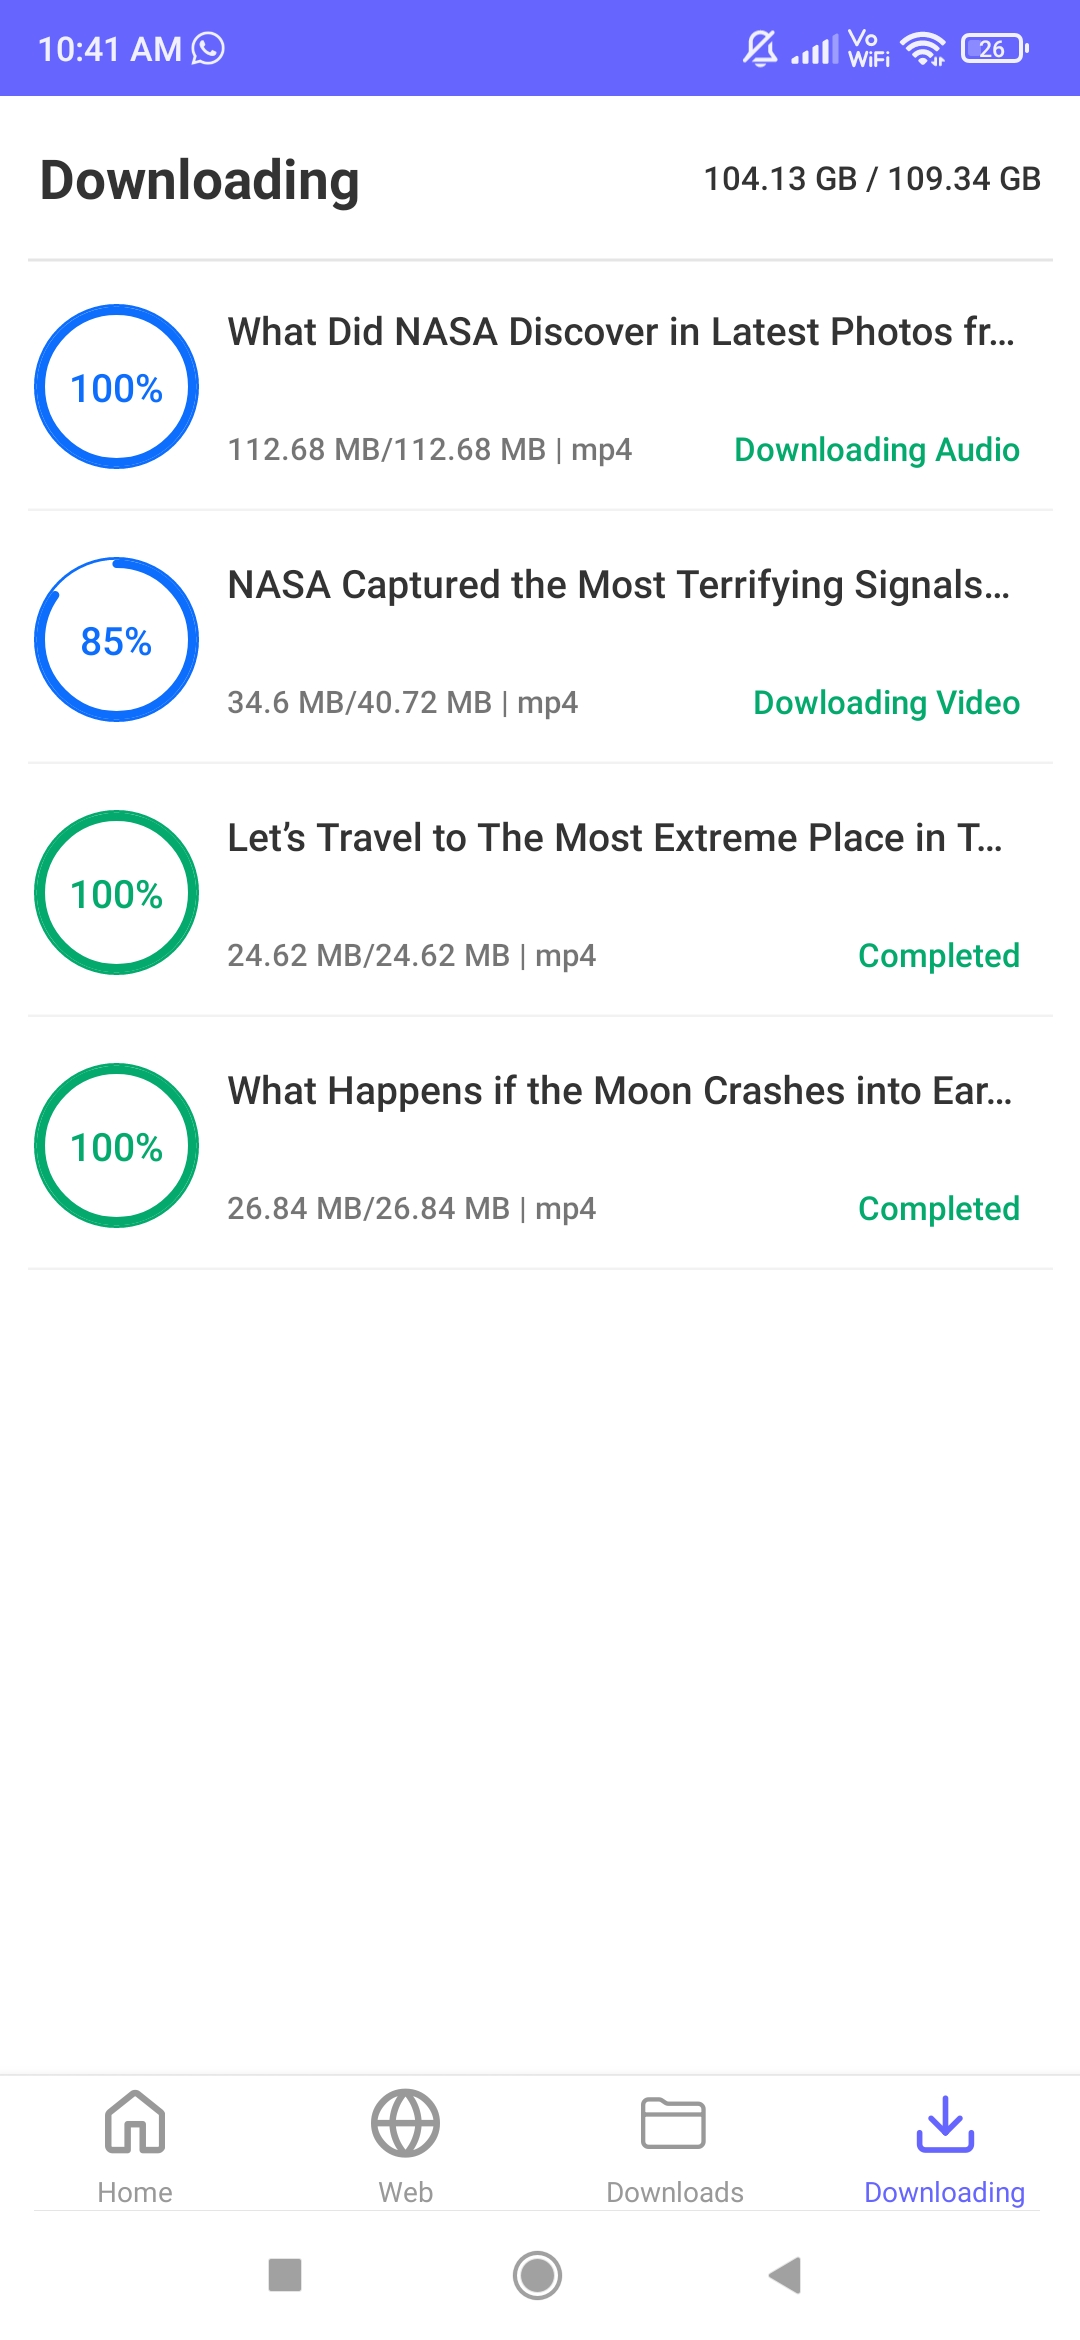 10:41 AM
Vo
WiFi
26
Downloading
104.13 GB / 109.34 GB
What Did NASA Discover in Latest Photos fr...
100%
112.68 MB/112.68 MB | mp4
Downloading Audio
NASA Captured the Most Terrifying Signals...
85%
34.6 MB/40.72 MB | mp4
Dowloading Video
Let's Travel to The Most Extreme Place in T...
100%
24.62 MB/24.62 MB | mp4
Completed
What Happens if the Moon Crashes into Ear...
100%
26.84 MB/26.84 MB | mp4
Completed
Home
Web
Downloads
Downloading